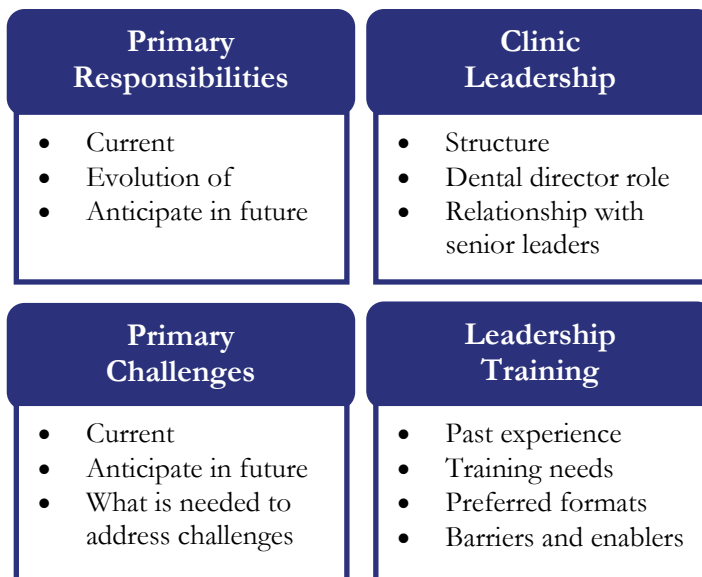 Primary
Responsibilities
• Current
• Evolution of
• Anticipate in future
Clinic
Leadership
• Structure
• Dental director role
• Relationship with
senior leaders
Primary
Challenges
• Current
• Anticipate in future
• What is needed to
address challenges
Leadership
Training
• Past experience
• Training needs
• Preferred formats
• Barriers and enablers